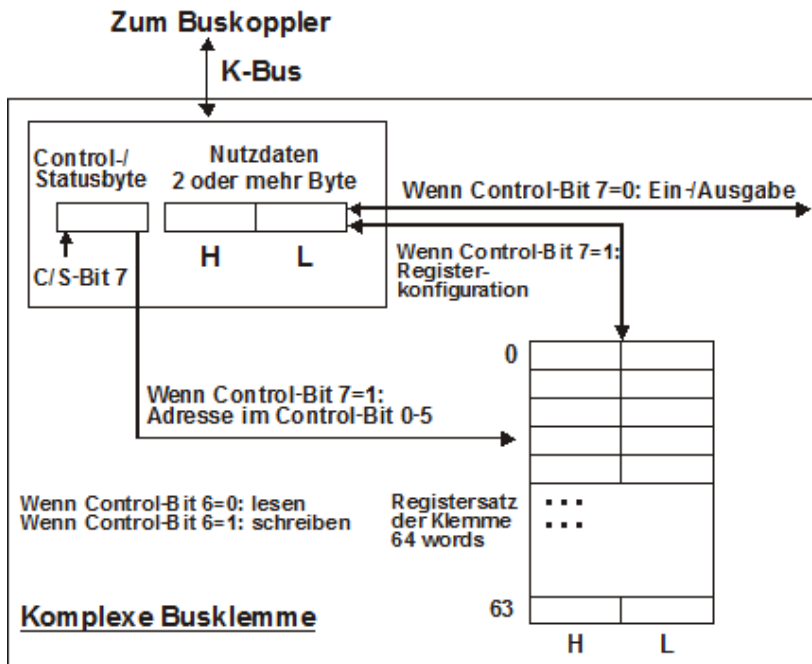 Zum Buskoppler
K-Bus
Control-/
Statusbyte
Nutzdaten
2 oder mehr Byte
H
L
C/S-Bit 7
Wenn Control-Bit 7=0: Ein-/Ausgabe
Wenn Control-Bit 7=1:
Register-
konfiguration
Wenn Control-Bit 7=1:
Adresse im Control-Bit 0-5
0
Wenn Control-Bit 6=0: lesen
Wenn Control-Bit 6=1: schreiben
Registersatz
der Klemme
64 words
63
H
L
Komplexe Busklemme